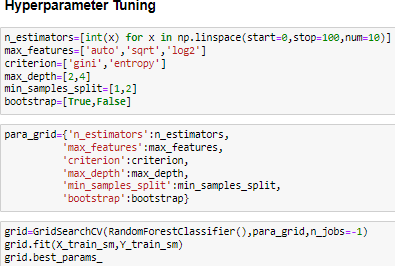 Hyperparameter Tuning
n_estimators=[int(x) for x in np.linspace(start=0,stop=100,num=10)]
max_features=['auto','sqrt','log2']
criterion=['gini','entropy']
max_depth=[2,4]
min_samples_split=[1,2]
bootstrap=[True,False]
para_grid={'n_estimators':n_estimators,
'max_features':max_features,
'criterion':criterion,
'max_depth':max_depth,
'min_samples_split':min_samples_split,
'bootstrap':bootstrap}
grid=GridSearchCV(RandomForestClassifier(),para_grid,n_jobs=-1)
grid.fit(X_train_sm,Y_train_sm)
grid.best_params_